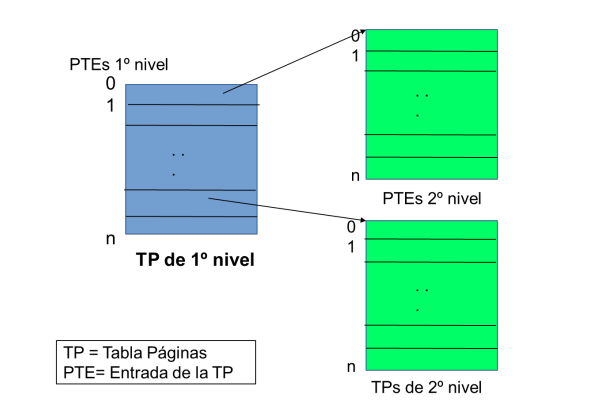 PTEs 1º nivel
0
1
. .
.
n
TP de 1º nivel
0
1
. .
.
n
PTEs 2º nivel
0
1
. .
.
n
TPs de 2º nivel
TP = Tabla Páginas
PTE= Entrada de la TP